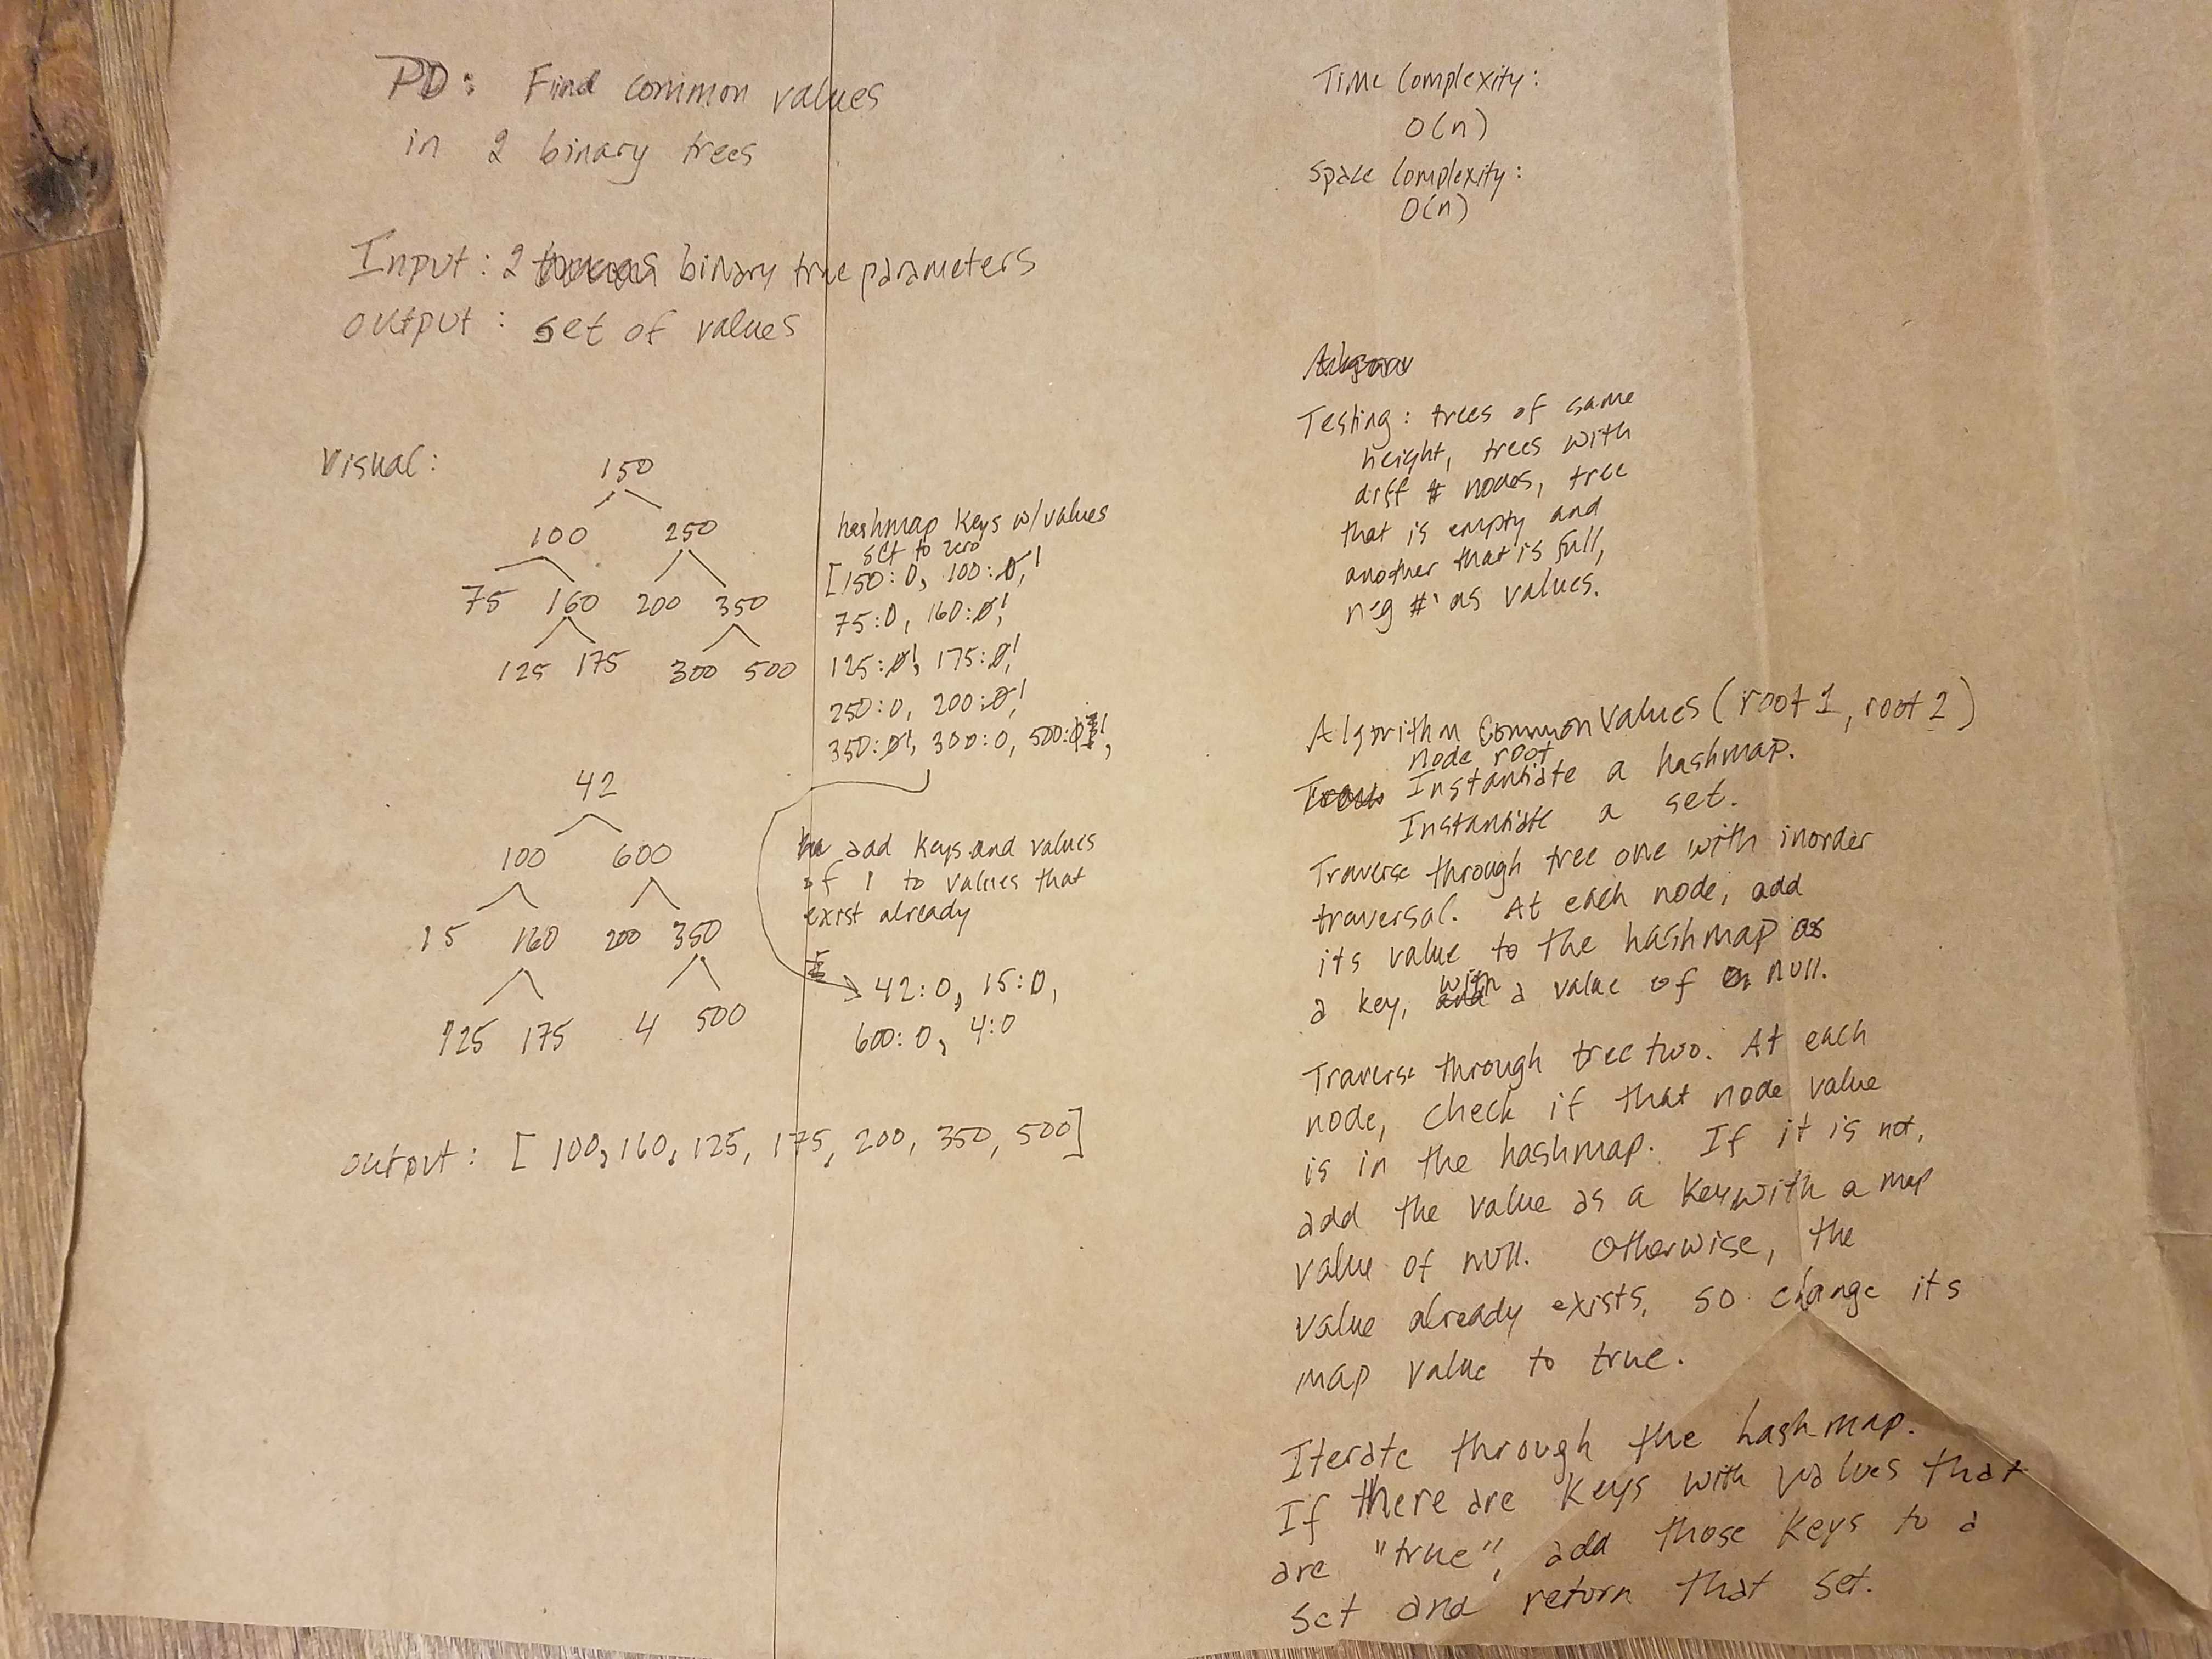 PD: Find common values
in 2 binary trees
Input: 2 binary tree parameters
output: set of values
Visual:
150
100 250
75 160 200 350
125 175 300 500
hashmap keys w/values
set to zero
[150:0, 100:0,1
75:0, 160:0,1
125:0,1 175:0,1
250:0, 200:0,1
350:0,1 300:0, 500:0 1,
42
100 600
15 160 200 350
125 175 4 500
add keys and values
of 1 to values that
exist already
42:0, 15:0,
600:0, 4:0
output: [100, 160, 125, 175, 200, 350, 500]
Time Complexity:
O(n)
Space Complexity:
O(n)
Testing: trees of same
height, trees with
diff # nodes, tree
that is empty and
another that is full,
neg #' as values.
Algorithm CommonValues (root1, root2)
node root
Instantiate a hashmap.
Instantiate a set.
Traverse through tree one with inorder
traversal. At each node, add
its value to the hashmap as
a key, with a value of null.
Traverse through tree two. At each
node, check if that node value
is in the hashmap. If it is not,
add the value as a key with a map
value of null. Otherwise, the
value already exists, so change its
map value to true.
Iterate through the hashmap.
If there are keys with values that
are "true", add those keys to a
set and return that set.